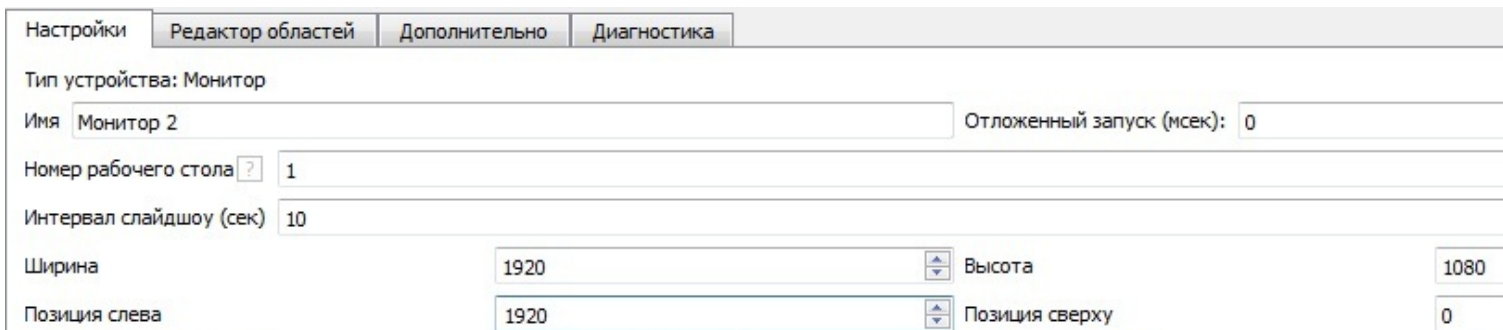 Настройки Редактор областей Дополнительно Диагностика
Тип устройства: Монитор
Имя Монитор 2 Отложенный запуск (мсек): 0
Номер рабочего стола ? 1
Интервал слайдшоу (сек) 10
Ширина 1920 Высота 1080
Позиция слева 1920 Позиция сверху 0